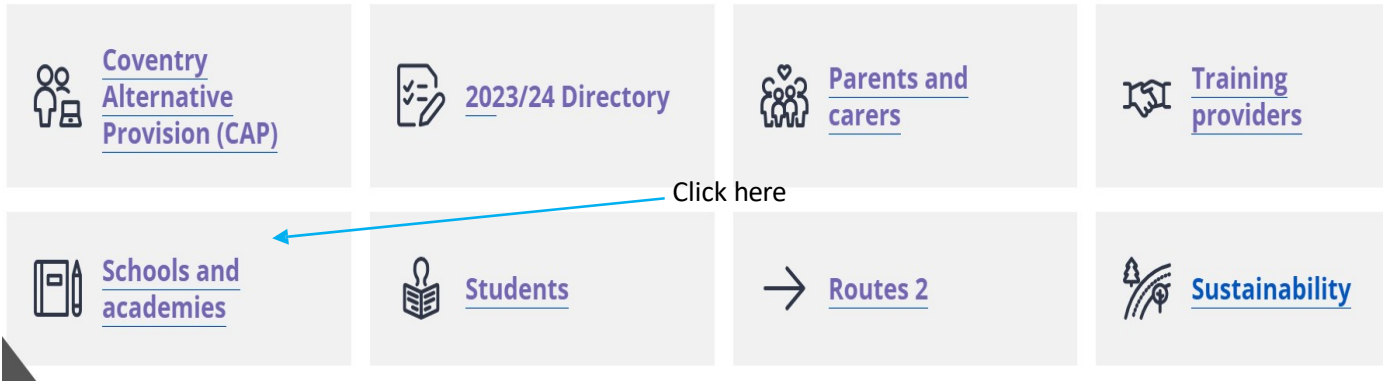 Coventry
Alternative
Provision (CAP)
2023/24 Directory
Parents and
carers
Training
providers
Click here
Schools and
academies
Students
Routes 2
Sustainability